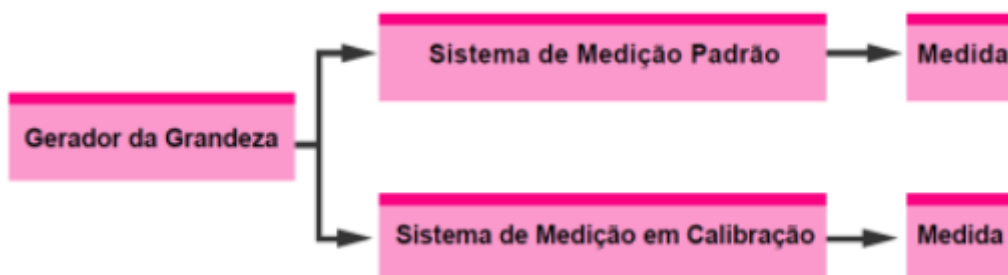 Sistema de Medição Padrão
Medida
Gerador da Grandeza
Sistema de Medição em Calibração
Medida